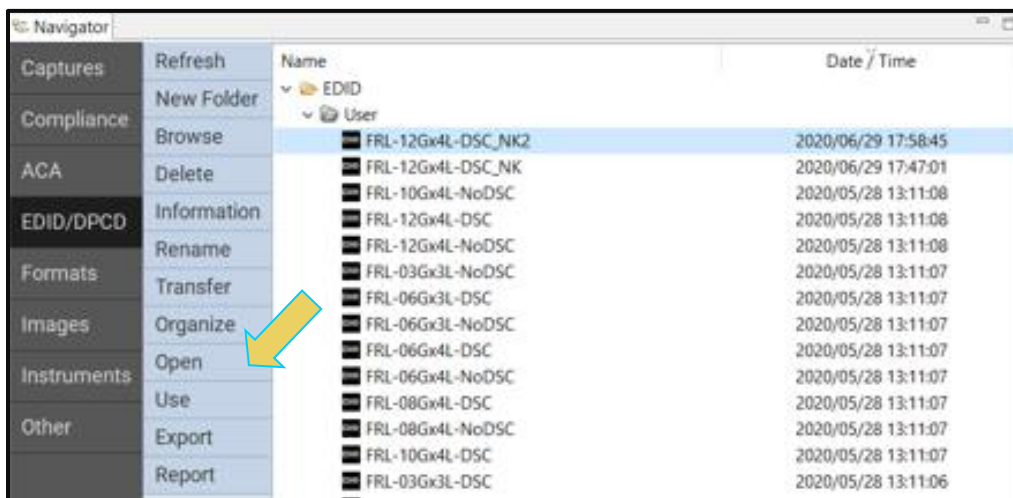 Navigator
Captures
Compliance
ACA
EDID/DPCD
Formats
Images
Instruments
Other
Refresh
New Folder
Browse
Delete
Information
Rename
Transfer
Organize
Open
Use
Export
Report
Name Date / Time
EDID
User
FRL-12Gx4L-DSC_NK2 2020/06/29 17:58:45
FRL-12Gx4L-DSC_NK 2020/06/29 17:47:01
FRL-10Gx4L-NoDSC 2020/05/28 13:11:08
FRL-12Gx4L-DSC 2020/05/28 13:11:08
FRL-12Gx4L-NoDSC 2020/05/28 13:11:08
FRL-03Gx3L-NoDSC 2020/05/28 13:11:07
FRL-06Gx3L-DSC 2020/05/28 13:11:07
FRL-06Gx3L-NoDSC 2020/05/28 13:11:07
FRL-06Gx4L-DSC 2020/05/28 13:11:07
FRL-06Gx4L-NoDSC 2020/05/28 13:11:07
FRL-08Gx4L-DSC 2020/05/28 13:11:07
FRL-08Gx4L-NoDSC 2020/05/28 13:11:07
FRL-10Gx4L-DSC 2020/05/28 13:11:07
FRL-03Gx3L-DSC 2020/05/28 13:11:06